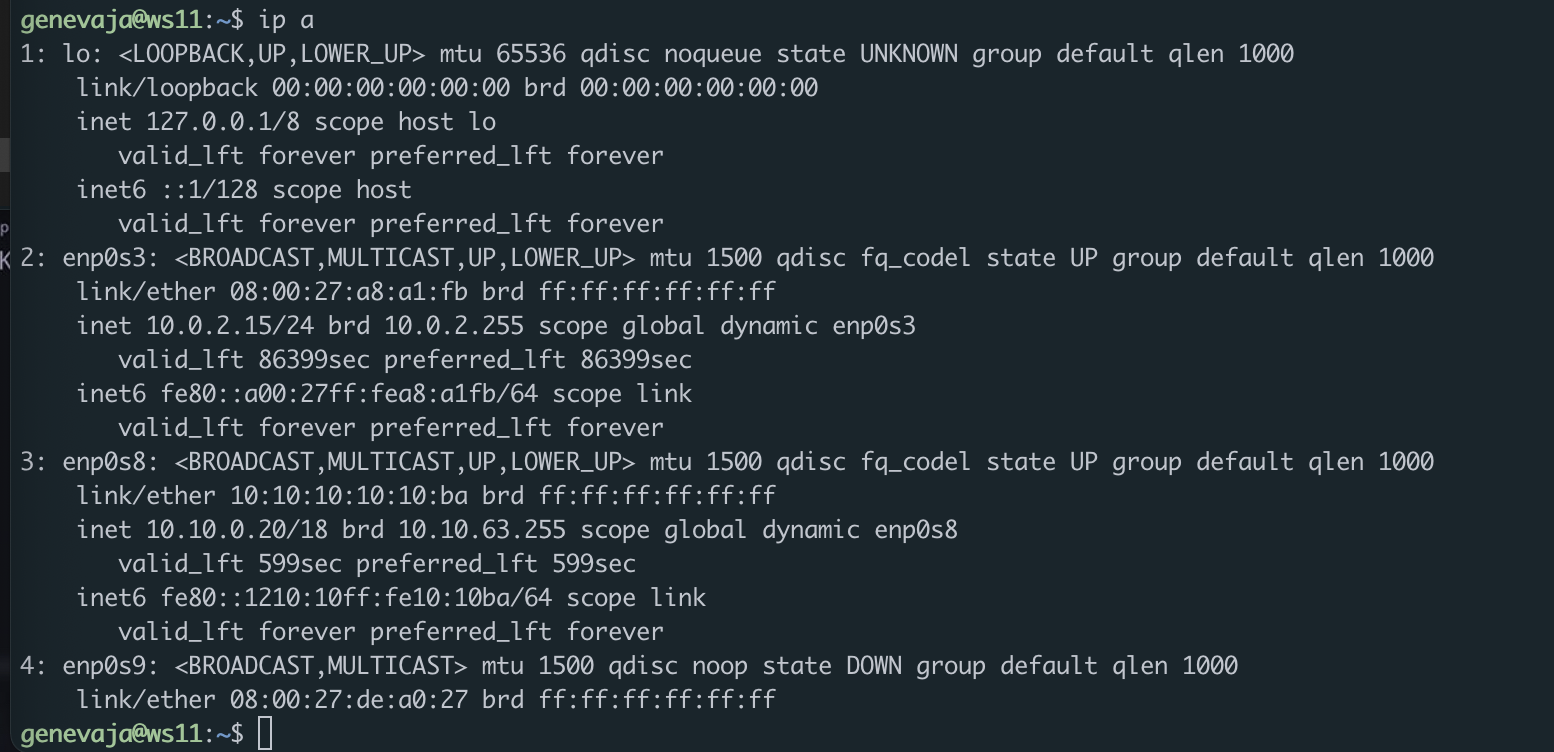 genevaja@ws11:~$ ip a
1: lo: <LOOPBACK,UP,LOWER_UP> mtu 65536 qdisc noqueue state UNKNOWN group default qlen 1000
    link/loopback 00:00:00:00:00:00 brd 00:00:00:00:00:00
    inet 127.0.0.1/8 scope host lo
       valid_lft forever preferred_lft forever
    inet6 ::1/128 scope host
       valid_lft forever preferred_lft forever
2: enp0s3: <BROADCAST,MULTICAST,UP,LOWER_UP> mtu 1500 qdisc fq_codel state UP group default qlen 1000
    link/ether 08:00:27:a8:a1:fb brd ff:ff:ff:ff:ff:ff
    inet 10.0.2.15/24 brd 10.0.2.255 scope global dynamic enp0s3
       valid_lft 86399sec preferred_lft 86399sec
    inet6 fe80::a00:27ff:fea8:a1fb/64 scope link
       valid_lft forever preferred_lft forever
3: enp0s8: <BROADCAST,MULTICAST,UP,LOWER_UP> mtu 1500 qdisc fq_codel state UP group default qlen 1000
    link/ether 10:10:10:10:10:ba brd ff:ff:ff:ff:ff:ff
    inet 10.10.0.20/18 brd 10.10.63.255 scope global dynamic enp0s8
       valid_lft 599sec preferred_lft 599sec
    inet6 fe80::1210:10ff:fe10:10ba/64 scope link
       valid_lft forever preferred_lft forever
4: enp0s9: <BROADCAST,MULTICAST> mtu 1500 qdisc noop state DOWN group default qlen 1000
    link/ether 08:00:27:de:a0:27 brd ff:ff:ff:ff:ff:ff
genevaja@ws11:~$